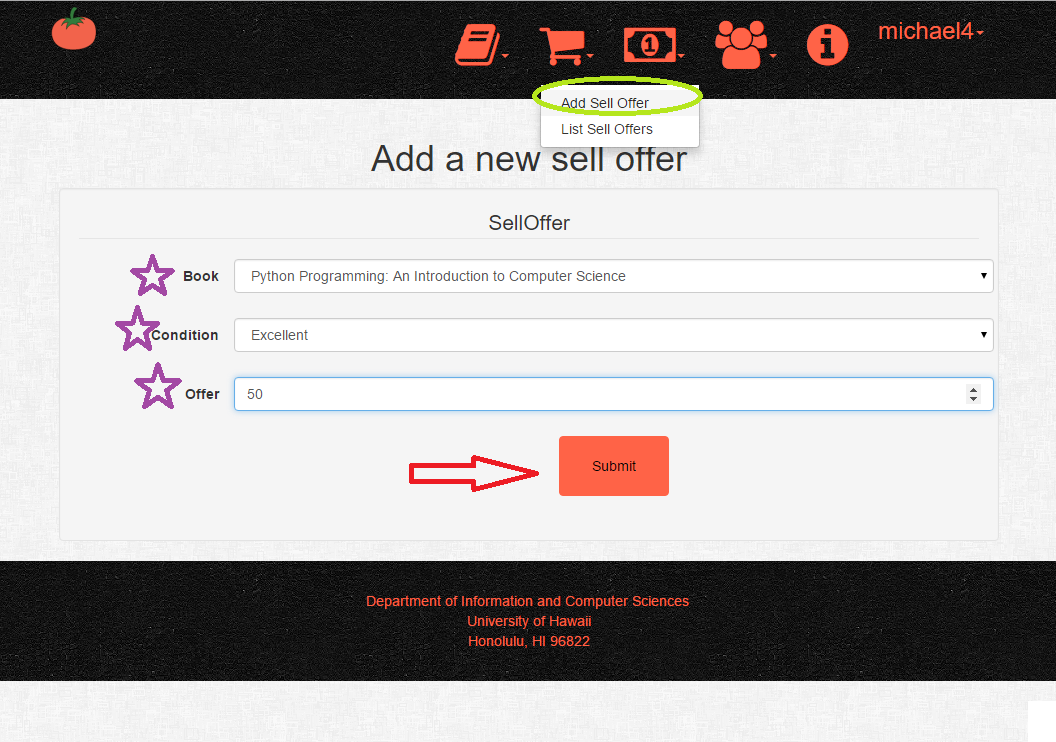 michael4
Add Sell Offer
List Sell Offers
Add a new sell offer
SellOffer
Book Python Programming: An Introduction to Computer Science
Condition Excellent
Offer 50
Submit
Department of Information and Computer Sciences
University of Hawaii
Honolulu, HI 96822